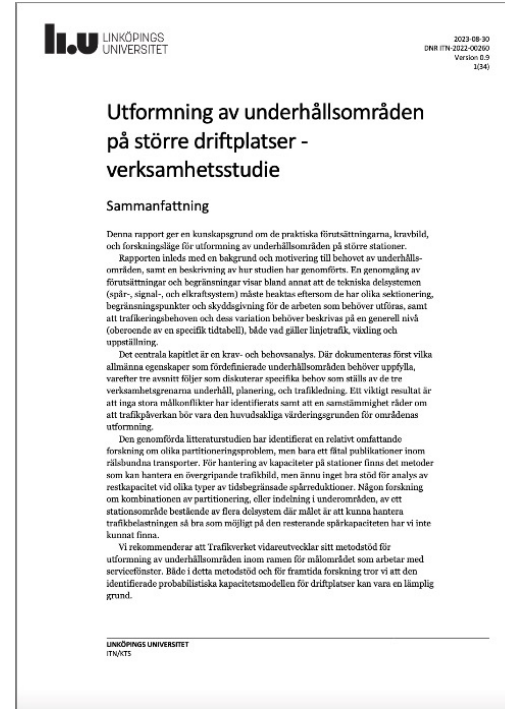 LINKÖPINGS
UNIVERSITET
2023-08-30
DNR ITN-2022-00260
Version 0.9
1(34)
Utformning av underhållsområden
på större driftplatser -
verksamhetsstudie
Sammanfattning
Denna rapport ger en kunskapsgrund om de praktiska förutsättningarna, kravbild,
och forskningsläge för utformning av underhållsområden på större stationer.
Rapporten inleds med en bakgrund och motivering till behovet av underhålls-
områden, samt en beskrivning av hur studien har genomförts. En genomgång av
förutsättningar och begränsningar visar bland annat att de tekniska delsystemen
(spår-, signal-, och elkraftsystem) måste beaktas eftersom de har olika sektionering,
begränsningspunkter och skyddsgivning för de arbeten som behöver utföras, samt
att trafikeringsbehoven och dess variation behöver beskrivas på en generell nivå
(oberoende av en specifik tidtabell), både vad gäller linjetrafik, växling och
uppställning.
Det centrala kapitlet är en krav- och behovsanalys. Där dokumenteras först vilka
allmänna egenskaper som fördefinierade underhållsområden behöver uppfylla,
varefter tre avsnitt följer som diskuterar specifika behov som ställs av de tre
verksamhetsgrenarna underhåll, planering, och trafikledning. Ett viktigt resultat är
att inga stora målkonflikter har identifierats samt att en samstämmighet råder om
att trafikpåverkan bör vara den huvudsakliga värderingsgrunden för områdenas
utformning.
Den genomförda litteraturstudien har identifierat en relativt omfattande
forskning om olika partitioneringsproblem, men bara ett fåtal publikationer inom
rälsbundna transporter. För hantering av kapaciteter på stationer finns det metoder
som kan hantera en övergripande trafikbild, men ännu inget bra stöd för analys av
restkapacitet vid olika typer av tidsbegränsade spårreduktioner. Någon forskning
om kombinationen av partitionering, eller indelning i underområden, av ett
stationsområde bestående av flera delsystem där målet är att kunna hantera
trafikbelastningen så bra som möjligt på den resterande spårkapaciteten har vi inte
kunnat finna.
Vi rekommenderar att Trafikverket vidareutvecklar sitt metodstöd för
utformning av underhållsområden inom ramen för målområdet som arbetar med
servicefönster. Både i detta metodstöd och för framtida forskning tror vi att den
identifierade probabilistiska kapacitetsmodellen för driftplatser kan vara en lämplig
grund.
LINKÖPINGS UNIVERSITET
ITN/KTS